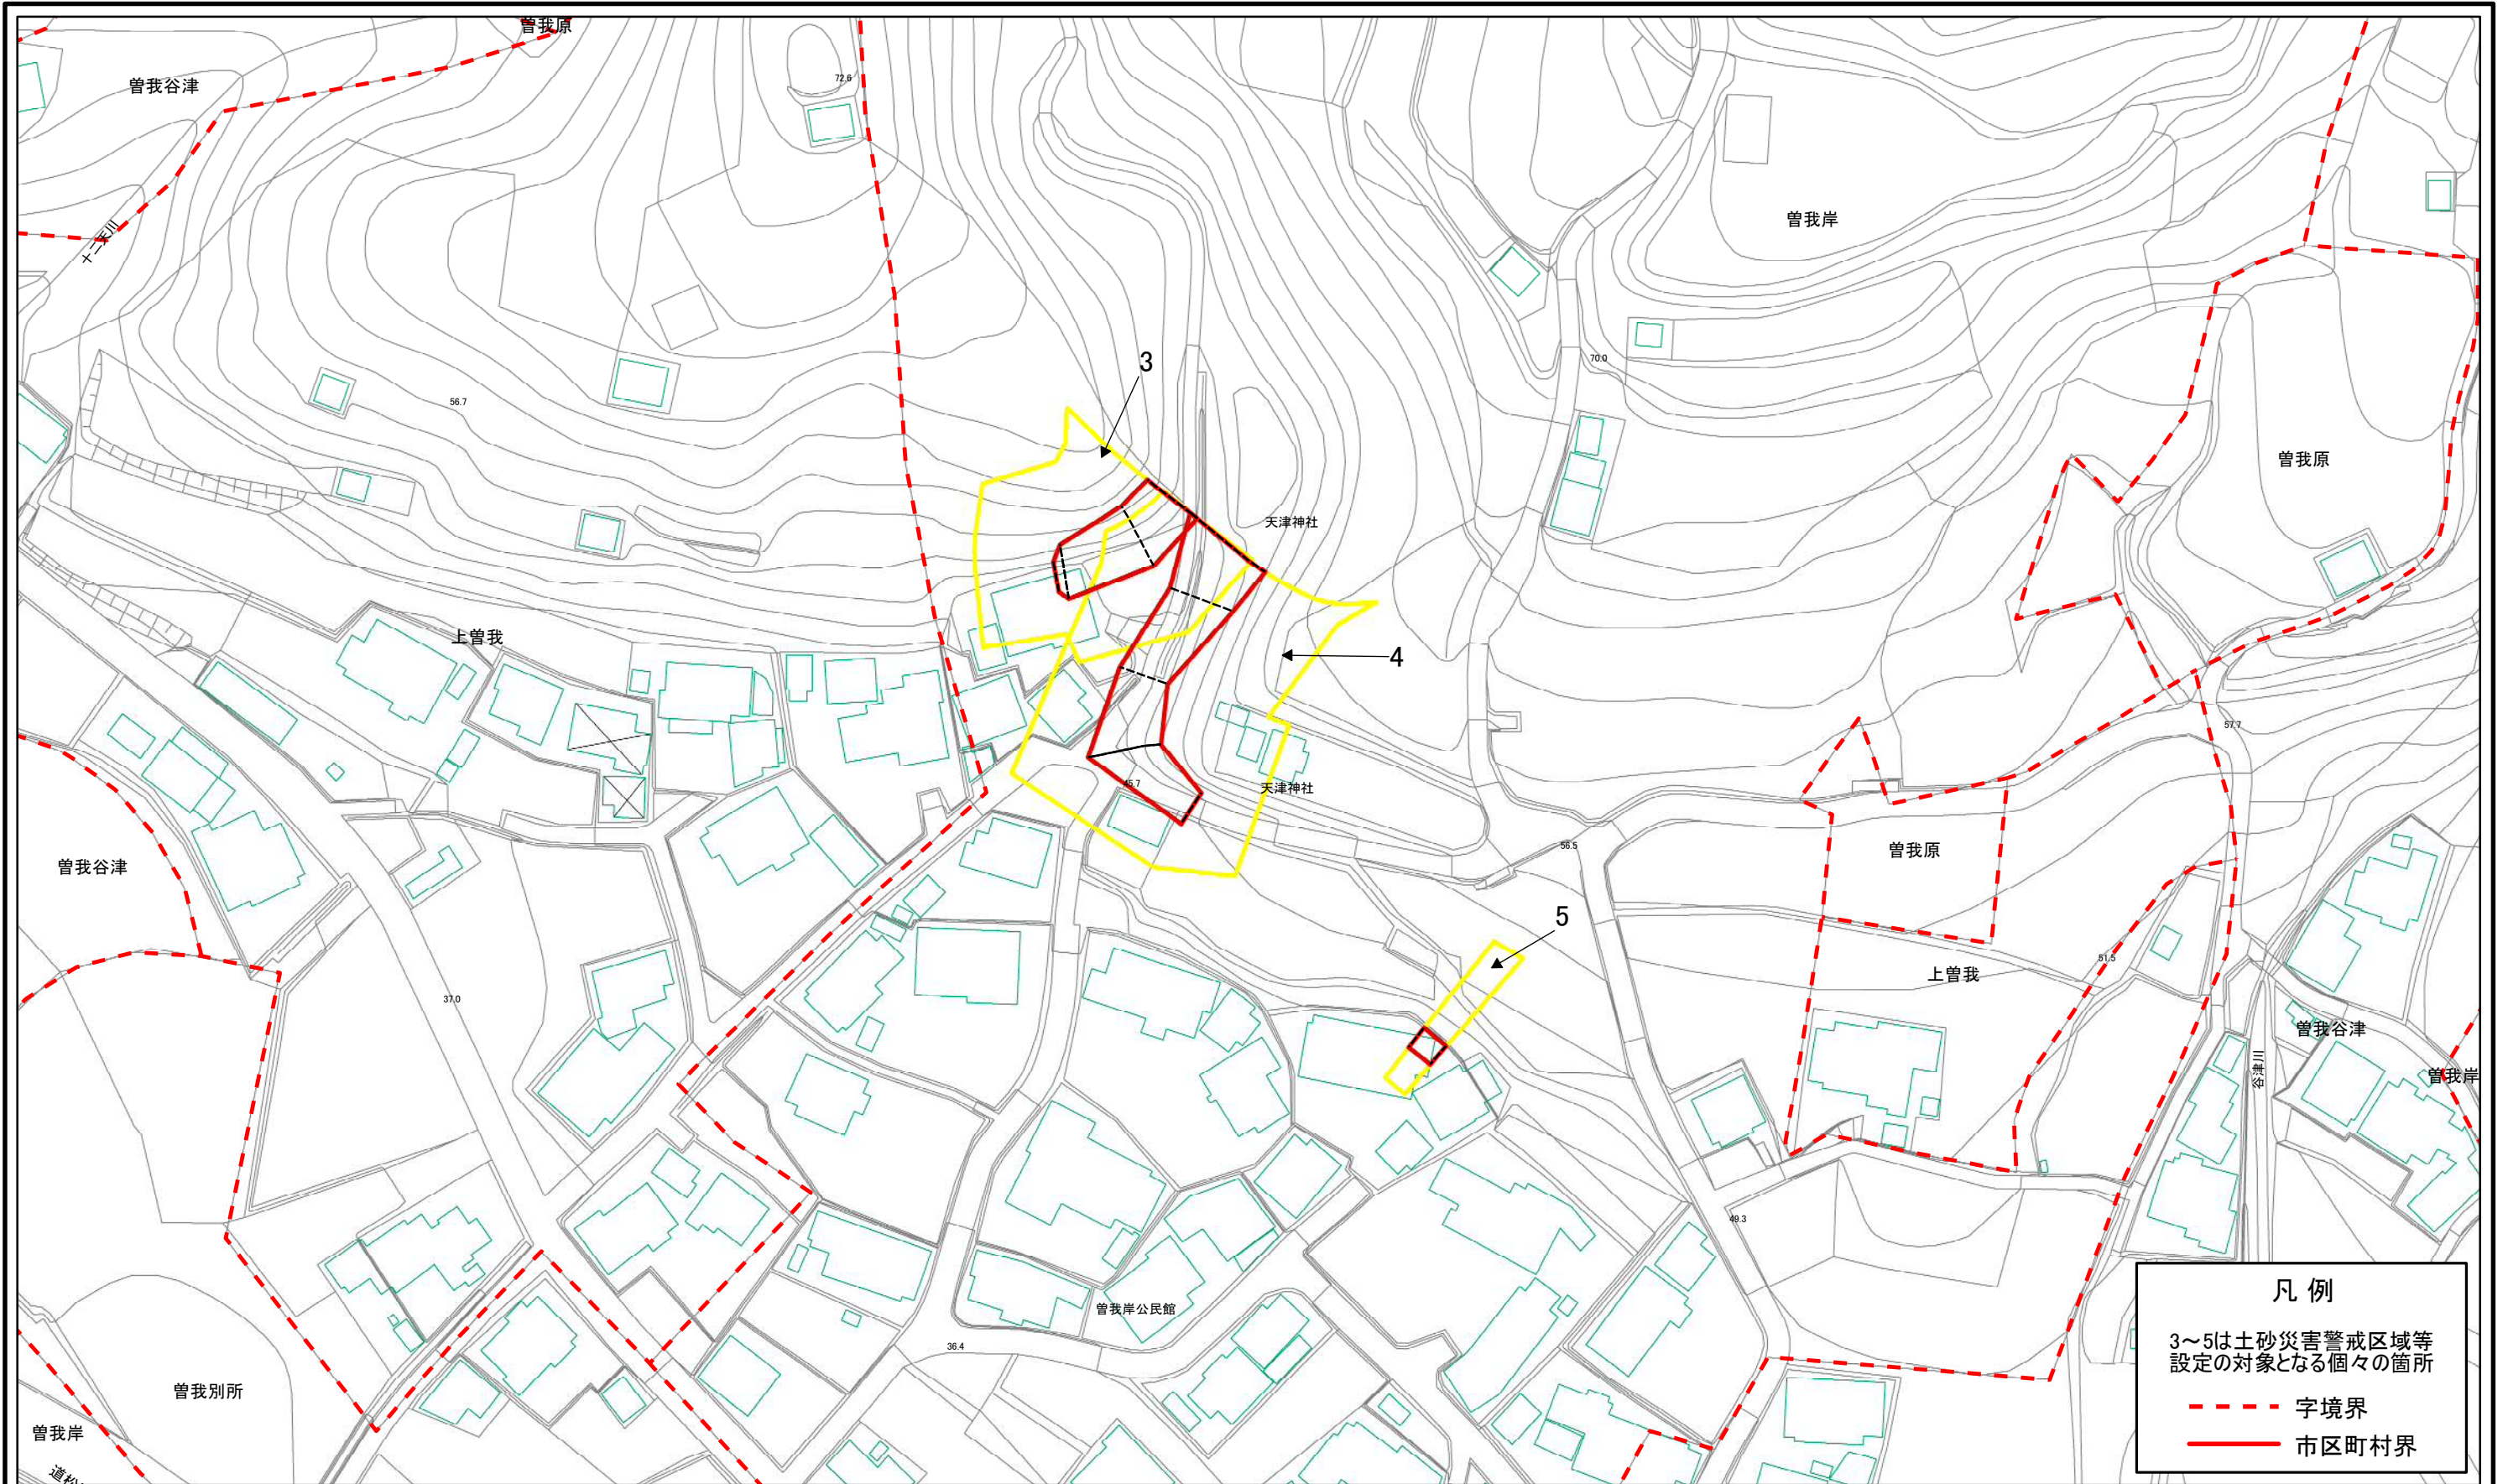 曽我原
曽我谷津
72.6
十二天川
曽我岸
3
70.0
56.7
曽我原
天津神社
上曽我
4
57.7
45.7
天津神社
56.5
曽我原
曽我谷津
5
51.5
上曽我
37.0
曽我谷津
谷津川
曽我岸
49.3
曽我岸公民館
36.4
曽我別所
曽我岸
凡 例
3～5は土砂災害警戒区域等
設定の対象となる個々の箇所
字境界
市区町村界